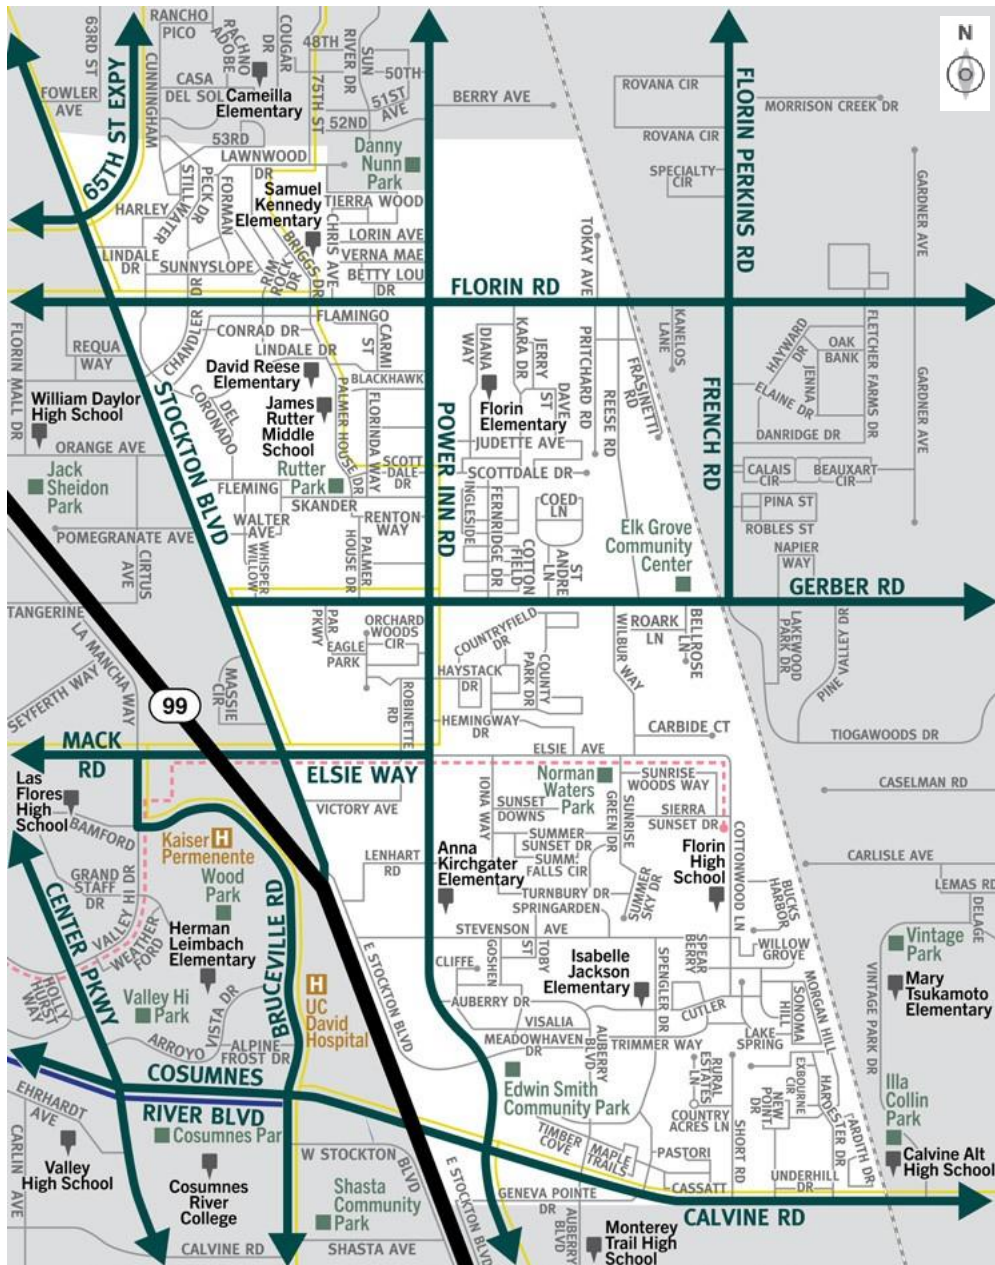 63RD ST
65TH ST EXPY
CUNNINGHAM
RANCHO
PICO
RACHNO
ADOBE
COUGAR
DR
48TH
75TH ST
RIVER DR
SUN
50TH
51ST
AVE
52ND
FOWLER
AVE
CASA
DEL SOL
Cameilla
Elementary
53RD
BERRY AVE
ROVANA CIR
ROVANA CIR
MORRISON CREEK DR
FLORIN PERKINS RD
N
SPECIALTY
CIR
GARDNER AVE
LAWNWOOD
DR
Danny
Nunn
Park
PECK DR
STILL WATER
FORMAN
HARLEY
Samuel
Kennedy
Elementary
TIERRA WOOD
CHRIS AVE
LORIN AVE
VERNA MAE
BETTY LOU
DR
BRIGGS DR
RIM
ROCK DR
LINDALE
DR
SUNNYSLOPE
TOKAY AVE
FLORIN RD
FLORIN MALL DR
REQUA
WAY
CHANDLER
DR
CONRAD DR
FLAMINGO
CARMI
ST
LINDALE DR
David Reese
Elementary
BLACKHAWK
DIANA
WAY
KARA DR
JERRY
ST
DAVE
PRITCHARD RD
REESE RD
FRASINETTI
RD
KANELOS
LANE
HAYWARD
DR
OAK
BANK
JENNA
ELAINE DR
FLETCHER FARMS DR
GARDNER AVE
DANRIDGE DR
William Daylor
High School
STOCKTON BLVD
DEL
CORONADO
James
Rutter
Middle
School
PALMER HOUSE DR
FLORINDA WAY
POWER INN RD
Florin
Elementary
JUDETTE AVE
FRENCH RD
ORANGE AVE
Jack
Sheidon
Park
Rutter
Park
SCOTT
DALE
DR
SCOTTDALE DR
CALAIS
CIR
BEAUXART
CIR
FLEMING
SKANDER
WALTER
AVE
RENTON
WAY
WHISPER
WILLOW
PALMER
HOUSE DR
INGLESIDE
FERNRIDGE DR
COED
LN
COTTON
FIELD
ST
ANDRE
LN
Elk Grove
Community
Center
PINA ST
ROBLES ST
NAPIER
WAY
POMEGRANATE AVE
CIRTUS
AVE
GERBER RD
TANGERINE
LA MANCHA WAY
SEYFERTH WAY
MASSIE
CIR
PAR
PKWY
ORCHARD
WOODS
CIR
EAGLE
PARK
ROBINETTE
RD
COUNTRYFIELD
DR
HAYSTACK
DR
COUNTY
PARK DR
HEMINGWAY
DR
WILBUR WAY
ROARK
LN
BELLROSE
LN
LAKEWOOD
PARK DR
PINE VALLEY DR
CARBIDE CT
TIOGAWOODS DR
99
MACK
RD
ELSIE WAY
ELSIE AVE
Las
Flores
High
School
BAMFORD
VICTORY AVE
IONA WAY
Norman
Waters
Park
SUNSET
DOWNS
GREEN DR
SUNRISE
SUNRISE
WOODS WAY
SIERRA
SUNSET DR
CASELMAN RD
SUMMER
SUNSET DR
SUMM.
FALLS CIR
TURNBURY DR
SUMMER
SKY DR
COTTONWOOD LN
Kaiser
Permenente
H
Wood
Park
LENHART
RD
Anna
Kirchgater
Elementary
Florin
High
School
BUCKS
HARBOR
CARLISLE AVE
LEMAS RD
DELAGE
GRAND
STAFF
DR
VALLEY HI DR
WEATHER
FORD
CENTER PKWY
BRUCEVILLE RD
Herman
Leimbach
Elementary
SPRINGARDEN
STEVENSON AVE
WILLOW
GROVE
SPEAR
BERRY
Vintage
Park
VINTAGE PARK DR
Mary
Tsukamoto
Elementary
HOLLY
HURST
WAY
Valley Hi
Park
VISTA DR
ARROYO
ALPINE
FROST DR
H
UC
David
Hospital
E STOCKTON BLVD
CLIFFE
GOSHEN
ST
TOBY
AUBERRY DR
VISALIA
MEADOWHAVEN
DR
Isabelle
Jackson
Elementary
SPENGLER DR
CUTLER
AUBERRY
BLVD
TRIMMER WAY
LAKE
SPRING
HILL
SONOMA
MORGAN HILL
COSUMNES
RIVER BLVD
EHRHARDT
AVE
CARLIN AVE
Valley
High School
Cosumnes Par
Cosumnes
River
College
Edwin Smith
Community Park
RURAL
ESTATES
LN
COUNTRY
ACRES LN
SHORT RD
NEW
POINT
DR
EXBOURNE
CIR
HARDESTER DR
ARDITH DR
Illa
Collin
Park
Calvine Alt
High School
TIMBER
COVE
MAPLE
TRAILS
PASTORI
CASSATT
UNDERHILL
DR
W STOCKTON
BLVD
E STOCKTON BLVD
GENEVA POINTE
DR
AUBERRY
BLVD
CALVINE RD
Shasta
Community
Park
SHASTA AVE
CALVINE RD
Monterey
Trail High
School